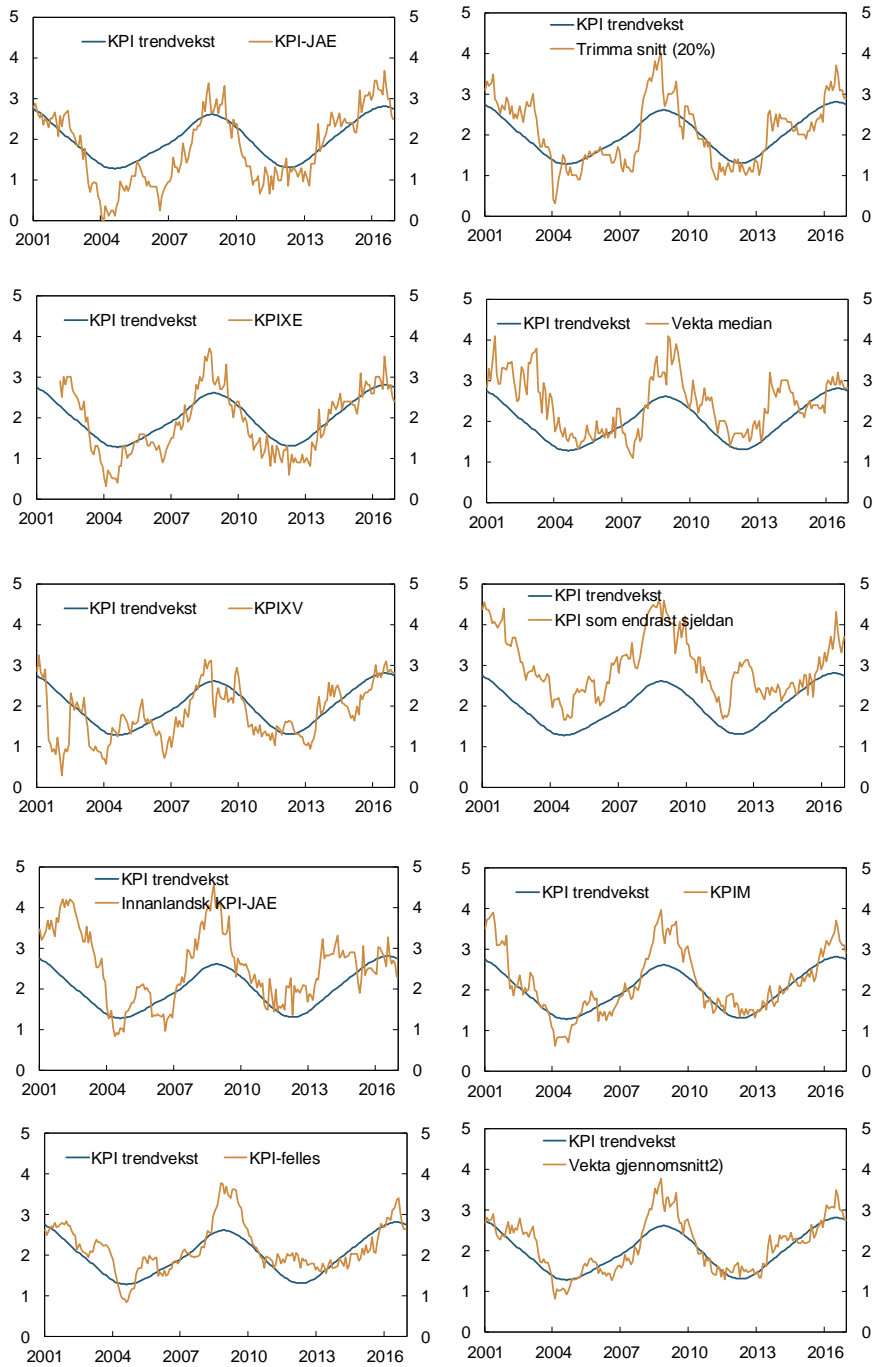 5 5
KPI trendvekst KPI-JAE
4 4
3 3
2 2
1 1
0 0
2001 2004 2007 2010 2013 2016
5 5
KPI trendvekst
Trimma snitt (20%)
4 4
3 3
2 2
1 1
0 0
2001 2004 2007 2010 2013 2016
5 5
KPI trendvekst KPIXE
4 4
3 3
2 2
1 1
0 0
2001 2004 2007 2010 2013 2016
5 5
KPI trendvekst Vekta median
4 4
3 3
2 2
1 1
0 0
2001 2004 2007 2010 2013 2016
5 5
KPI trendvekst KPIXV
4 4
3 3
2 2
1 1
0 0
2001 2004 2007 2010 2013 2016
5 5
KPI trendvekst
KPI som endrast sjeldan
4 4
3 3
2 2
1 1
0 0
2001 2004 2007 2010 2013 2016
5 5
KPI trendvekst
Innanlandsk KPI-JAE
4 4
3 3
2 2
1 1
0 0
2001 2004 2007 2010 2013 2016
5 5
KPI trendvekst KPIM
4 4
3 3
2 2
1 1
0 0
2001 2004 2007 2010 2013 2016
5 5
KPI trendvekst KPI-felles
4 4
3 3
2 2
1 1
0 0
2001 2004 2007 2010 2013 2016
5 5
KPI trendvekst
Vekta gjennomsnitt2)
4 4
3 3
2 2
1 1
0 0
2001 2004 2007 2010 2013 2016